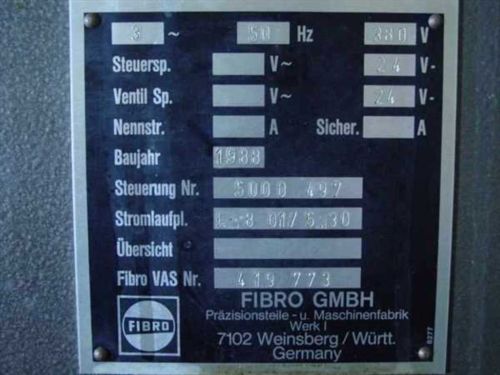 3 ~ 50 Hz 380 V
Steuersp. V~ 24 V-
Ventil Sp. V~ 24 V-
Nennstr. A Sicher. A
Baujahr 1988
Steuerung Nr. 5000 497
Stromlaufpl.
Übersicht
Fibro VAS Nr. 419 773
FIBRO
FIBRO GMBH
Präzisionsteile - u. Maschinenfabrik
Werk I
7102 Weinsberg / Württ.
Germany